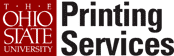 THE
OHIO
STATE
UNIVERSITY
Printing
Services